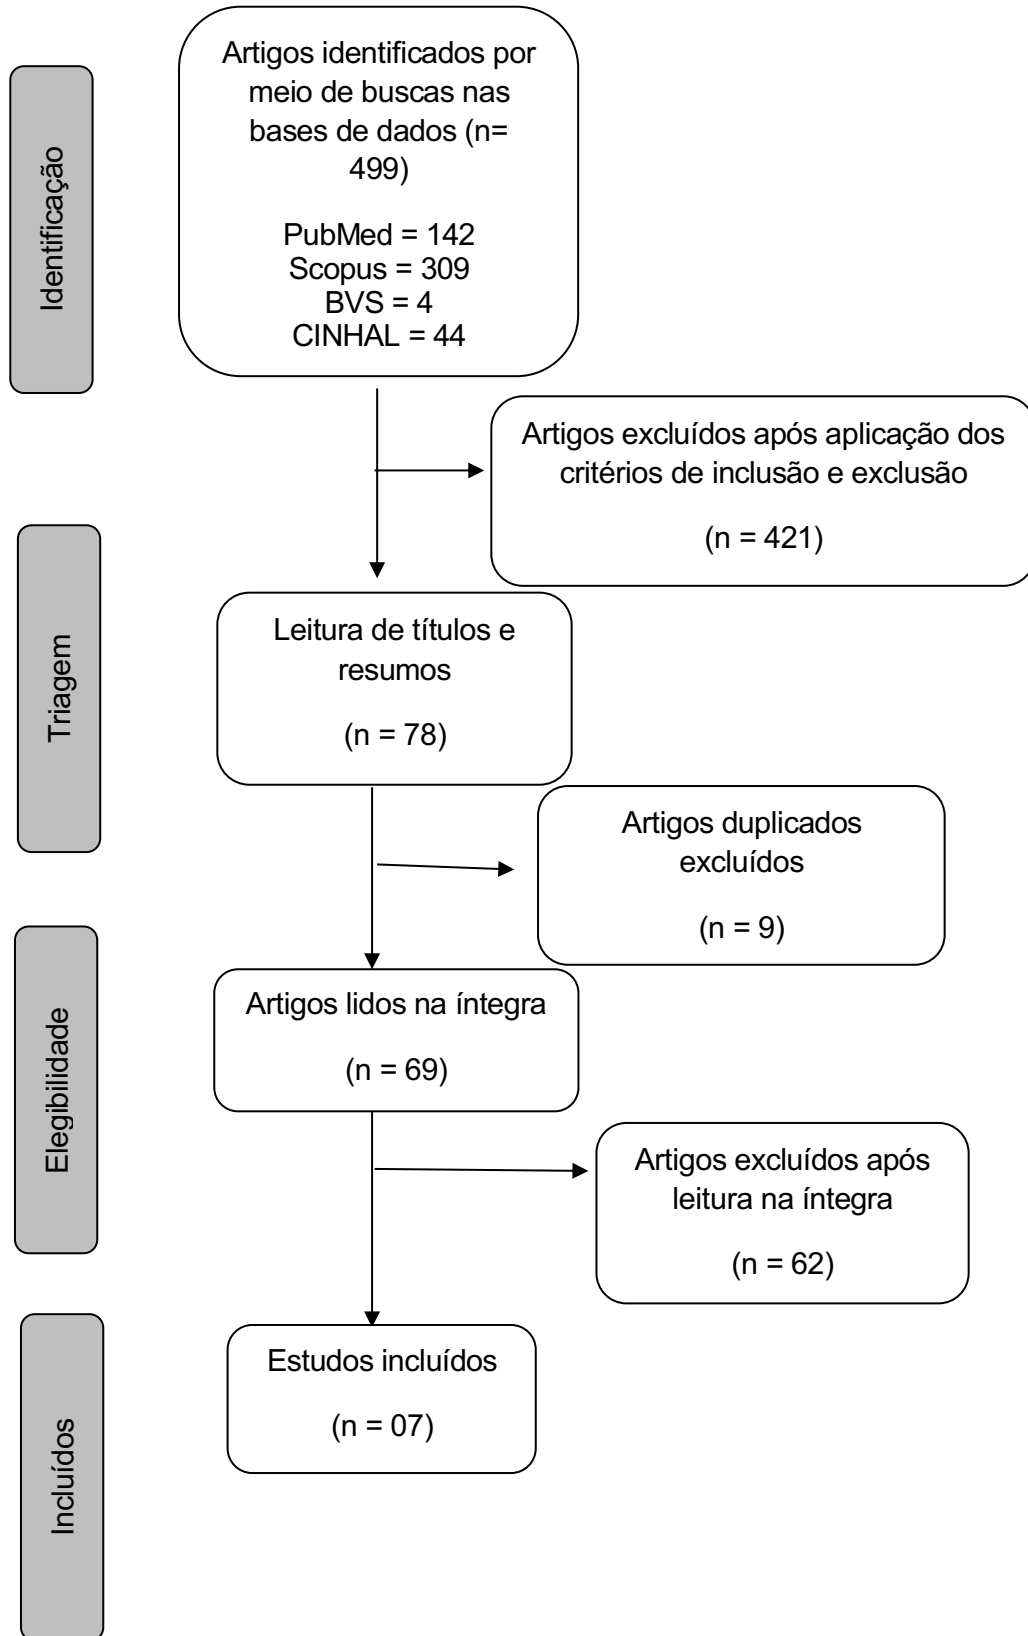 Identificação
Artigos identificados por
meio de buscas nas
bases de dados (n=
499)
PubMed = 142
Scopus = 309
BVS = 4
CINHAL = 44
Artigos excluídos após aplicação dos
critérios de inclusão e exclusão
(n = 421)
Triagem
Leitura de títulos e
resumos
(n = 78)
Artigos duplicados
excluídos
(n = 9)
Elegibilidade
Artigos lidos na íntegra
(n = 69)
Artigos excluídos após
leitura na íntegra
(n = 62)
Incluídos
Estudos incluídos
(n = 07)